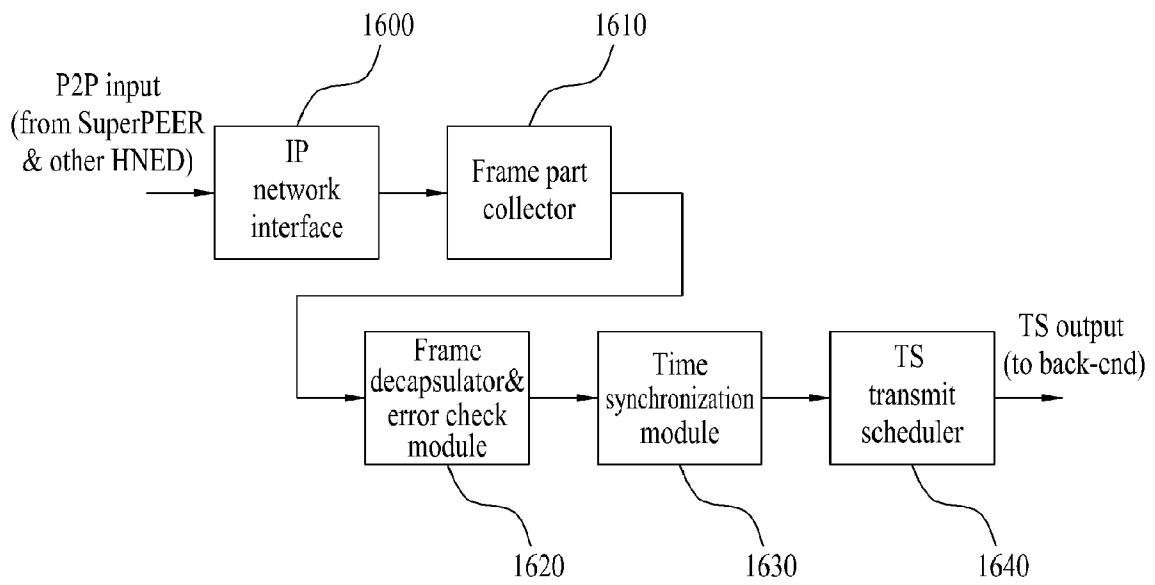 1600
1610
P2P input
(from SuperPEER
& other HNED)
IP
network
interface
Frame part
collector
Frame
decapsulator&
error check
module
Time
synchronization
module
TS
transmit
scheduler
TS output
(to back-cnd)
1620
1630
1640